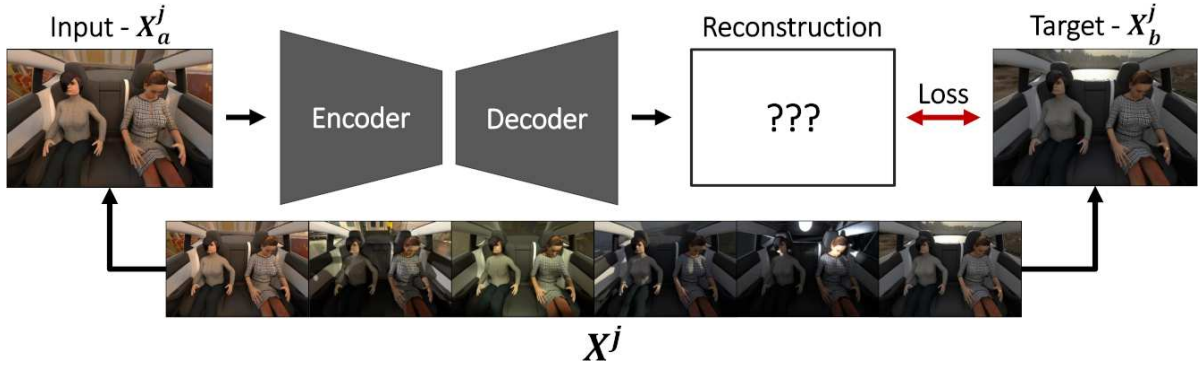 Input - X_a^j
Reconstruction
Target - X_b^j
Encoder
Decoder
???
Loss
X^j